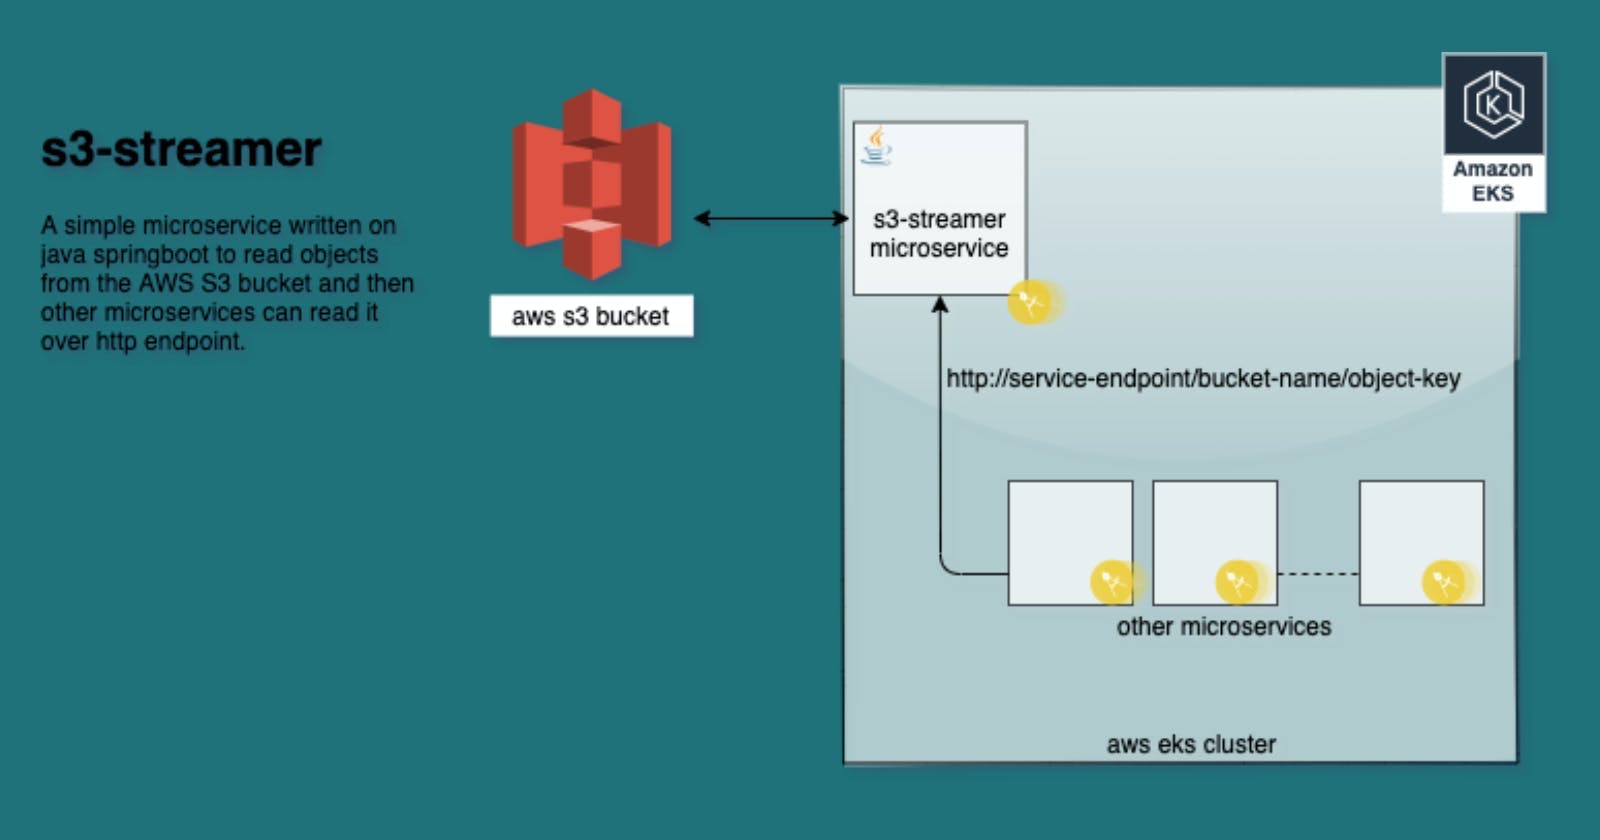 s3-streamer
A simple microservice written on
java springboot to read objects
from the AWS S3 bucket and then
other microservices can read it
over http endpoint.
aws s3 bucket
s3-streamer
microservice
K
Amazon
EKS
http://service-endpoint/bucket-name/object-key
other microservices
aws eks cluster